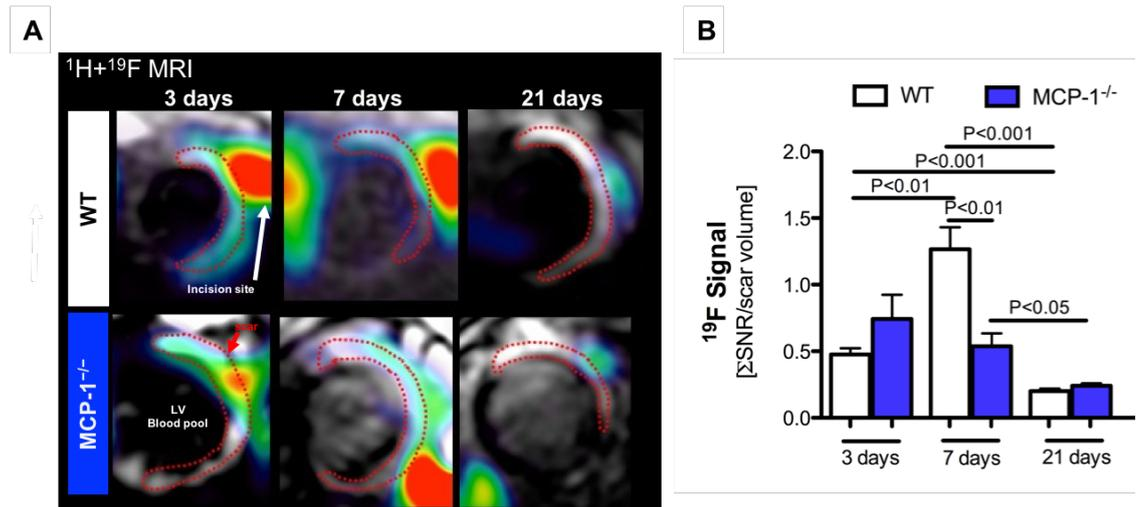 A
¹H+¹⁹F MRI
3 days
7 days
21 days
WT
Incision site
scar
MCP-1⁻/⁻
LV
Blood pool
B
WT
MCP-1⁻/⁻
P<0.001
P<0.001
P<0.01
P<0.01
P<0.05
¹⁹F Signal
[ΣSNR/scar volume]
2.0
1.5
1.0
0.5
0.0
3 days
7 days
21 days